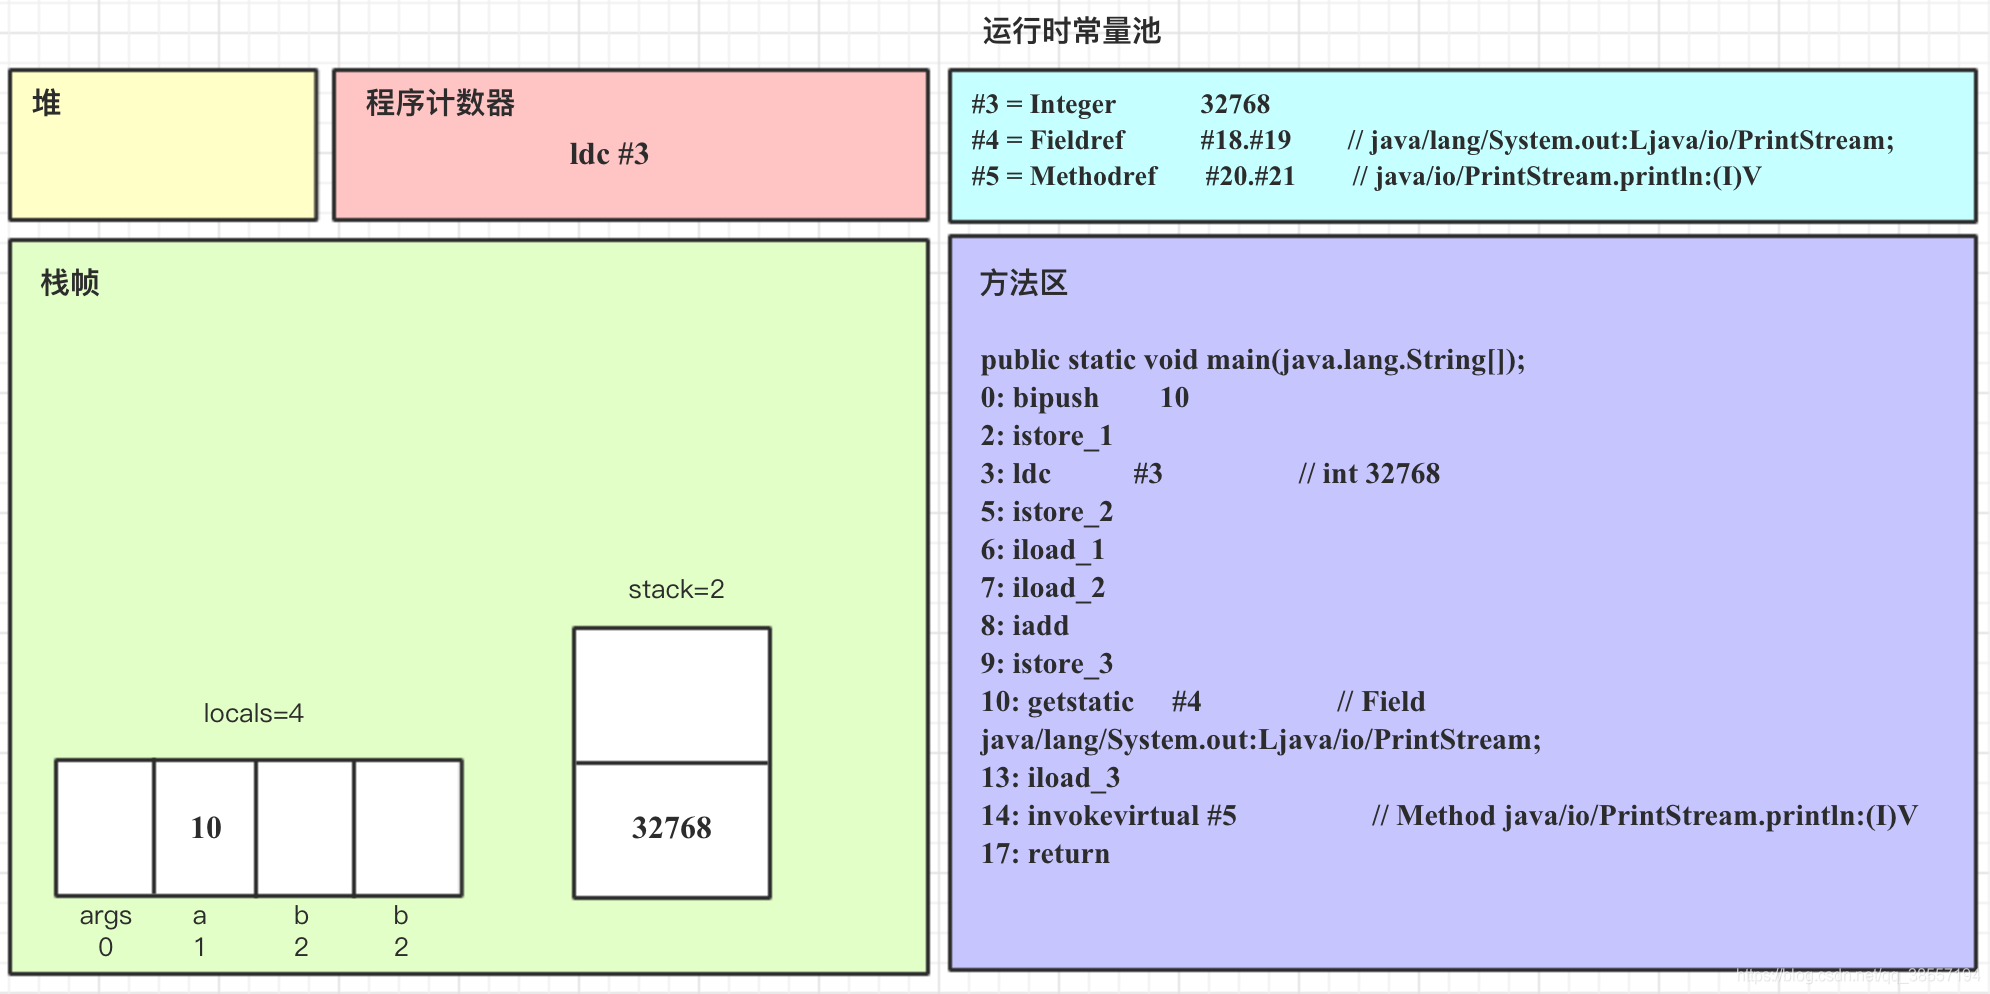 运行时常量池
堆
程序计数器
ldc #3
#3 = Integer 32768
#4 = Fieldref #18.#19 // java/lang/System.out:Ljava/io/PrintStream;
#5 = Methodref #20.#21 // java/io/PrintStream.println:(I)V
栈帧
stack=2
32768
locals=4
10
args a b b
0 1 2 2
方法区
public static void main(java.lang.String[]);
0: bipush 10
2: istore_1
3: ldc #3 // int 32768
5: istore_2
6: iload_1
7: iload_2
8: iadd
9: istore_3
10: getstatic #4 // Field
java/lang/System.out:Ljava/io/PrintStream;
13: iload_3
14: invokevirtual #5 // Method java/io/PrintStream.println:(I)V
17: return
https://blog.csdn.net/qq_38557194